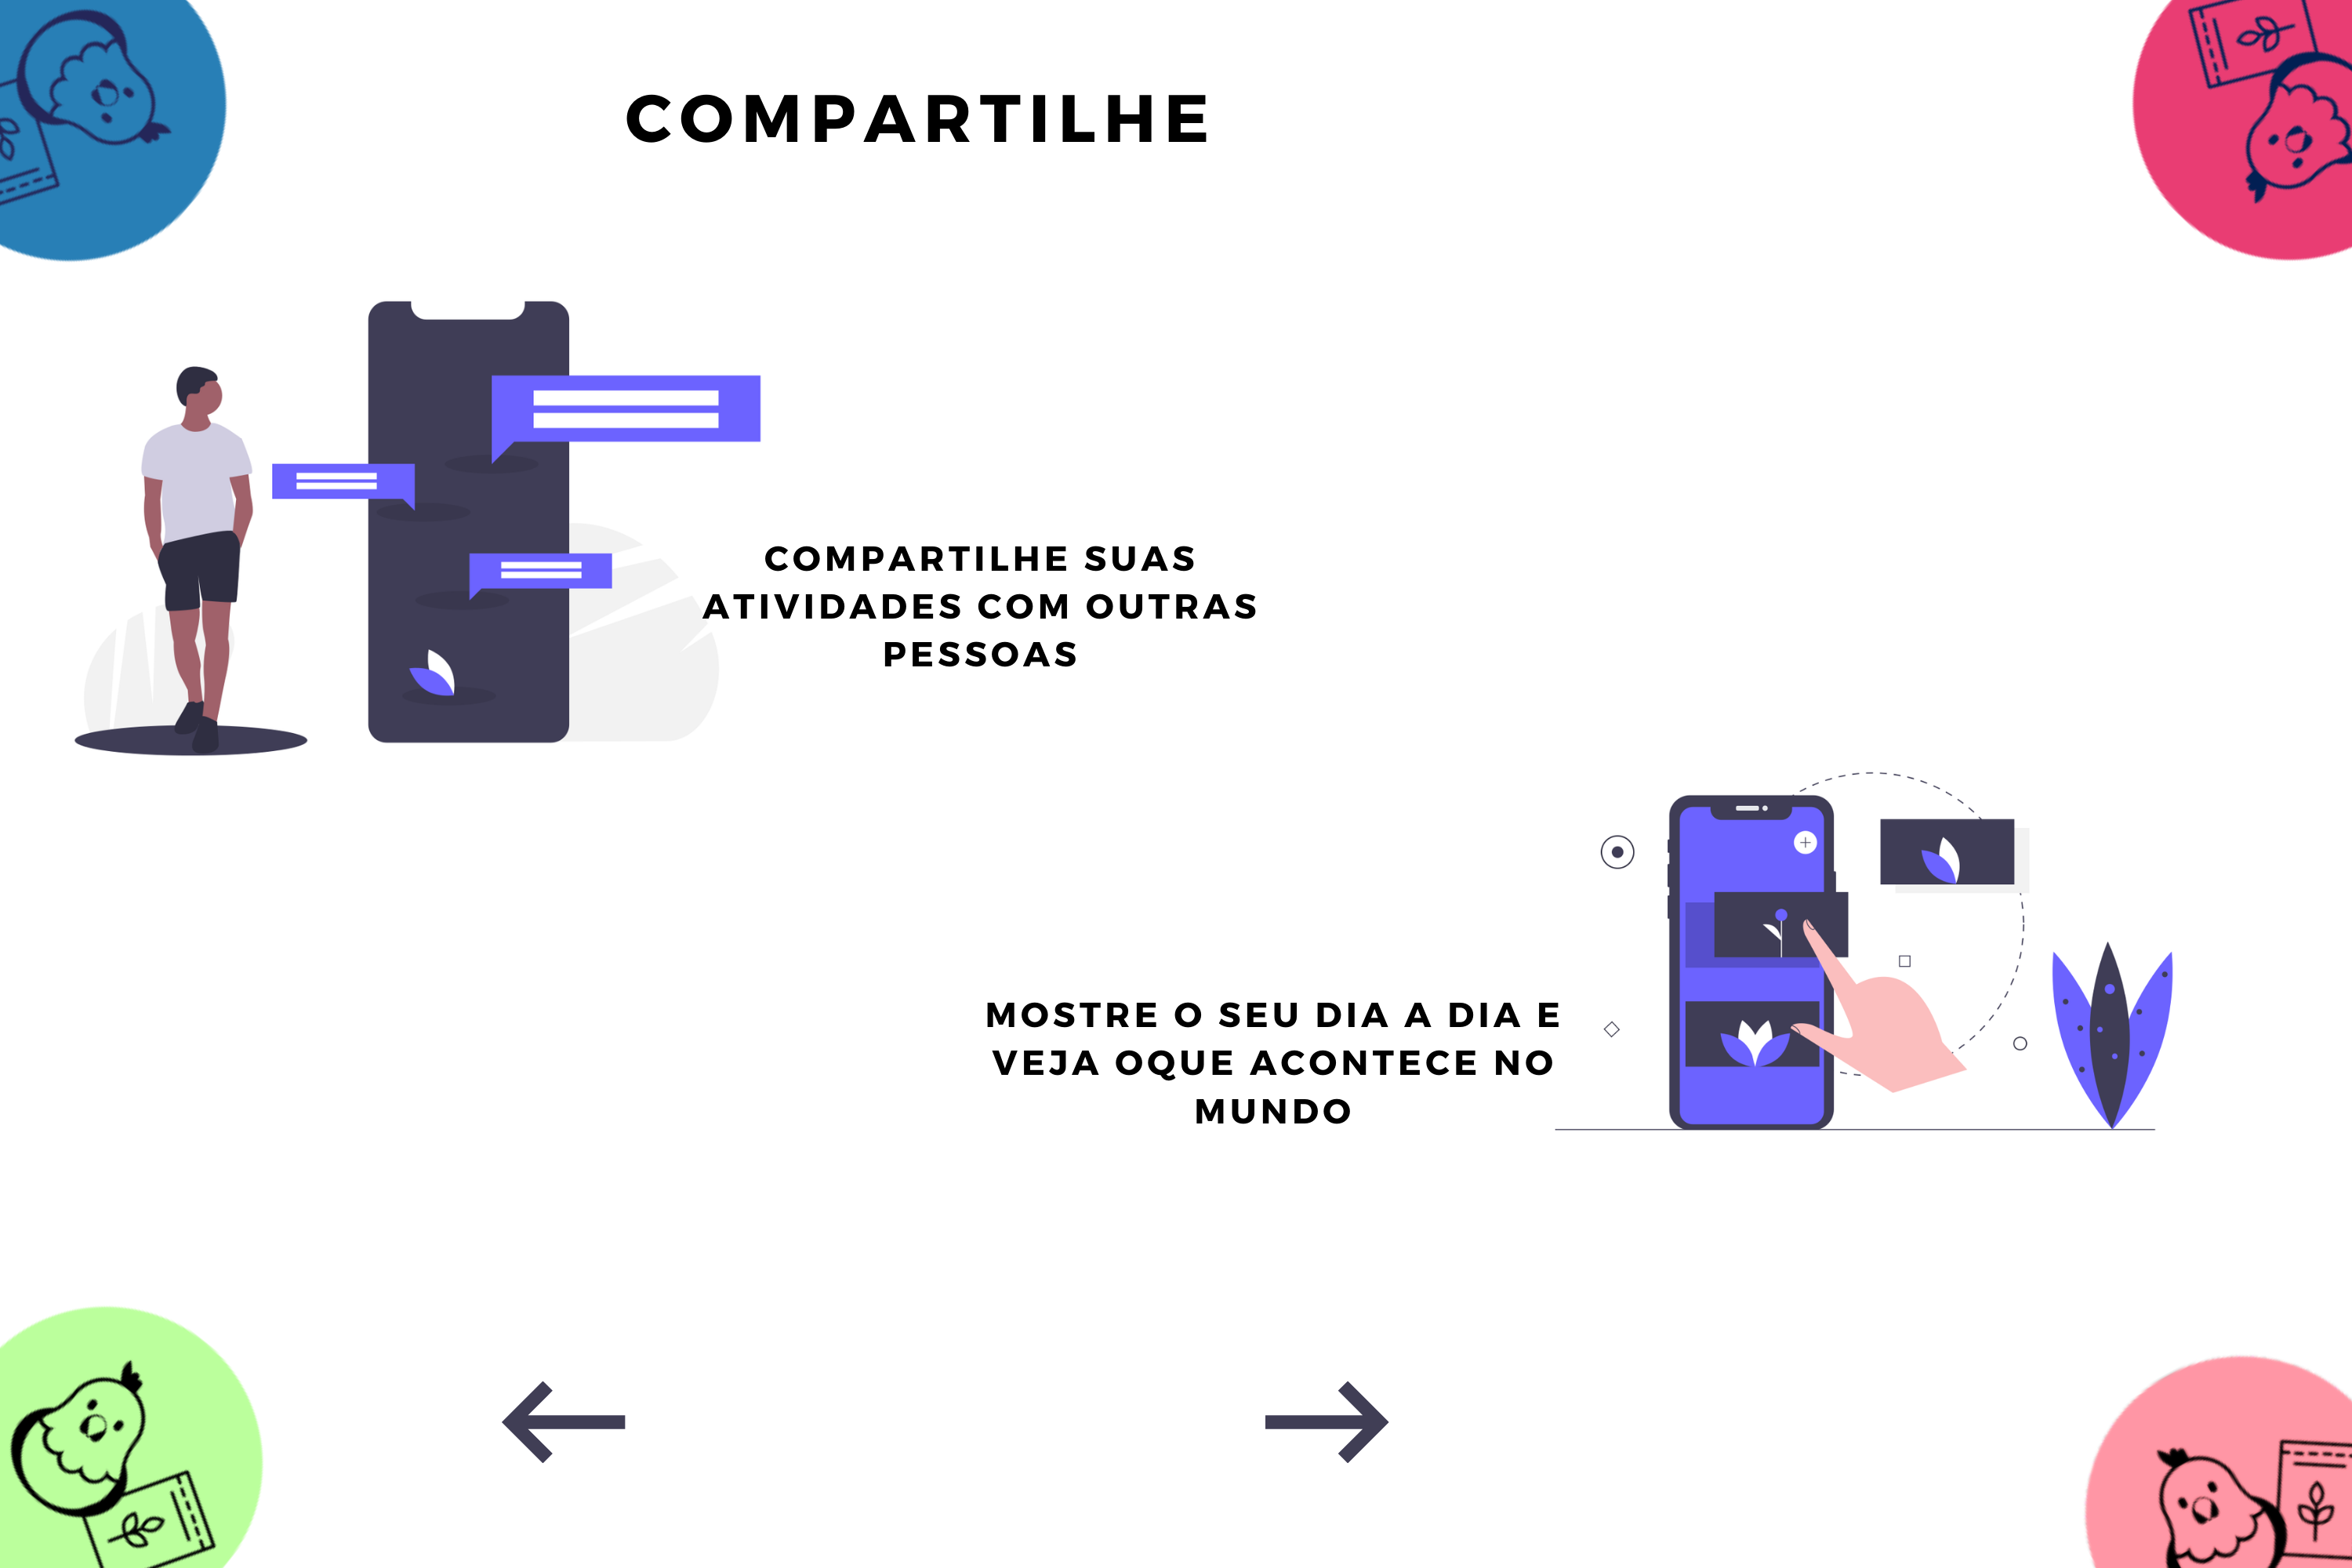 COMPARTILHE
COMPARTILHE SUAS
ATIVIDADES COM OUTRAS
PESSOAS
MOSTRE O SEU DIA A DIA E
VEJA OQUE ACONTECE NO
MUNDO